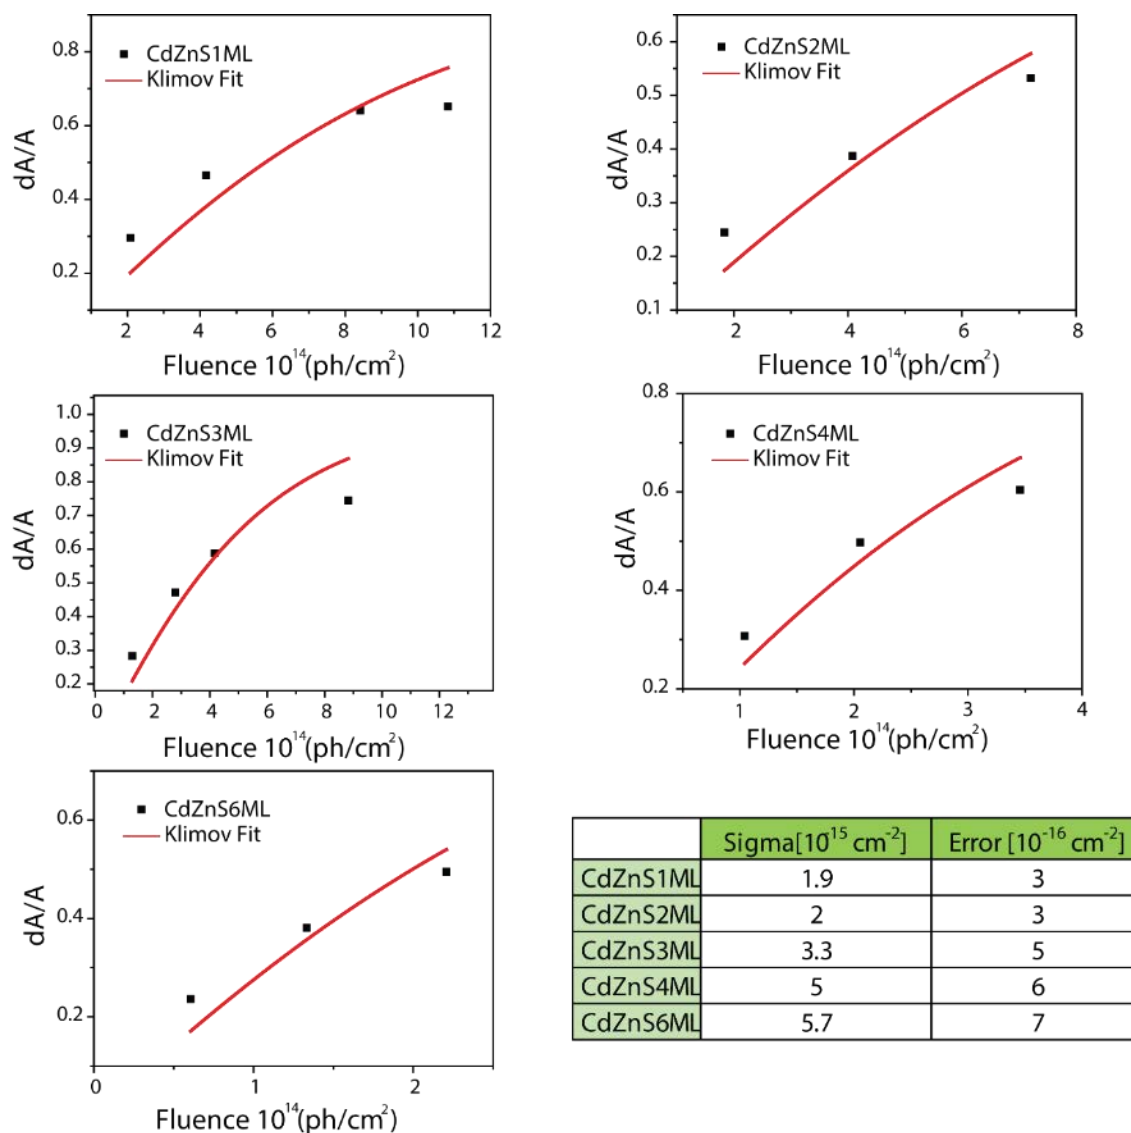 CdZnS1ML
Klimov Fit
dA/A
0.8
0.6
0.4
0.2
2 4 6 8 10 12
Fluence 10¹⁴(ph/cm²)
CdZnS2ML
Klimov Fit
dA/A
0.6
0.5
0.4
0.3
0.2
0.1
2 4 6 8
Fluence 10¹⁴(ph/cm²)
CdZnS3ML
Klimov Fit
dA/A
1.0
0.9
0.8
0.7
0.6
0.5
0.4
0.3
0.2
0 2 4 6 8 10 12
Fluence 10¹⁴(ph/cm²)
CdZnS4ML
Klimov Fit
dA/A
0.8
0.6
0.4
0.2
1 2 3 4
Fluence 10¹⁴(ph/cm²)
CdZnS6ML
Klimov Fit
dA/A
0.6
0.4
0.2
0 1 2
Fluence 10¹⁴(ph/cm²)
Sigma[10⁻¹⁵ cm⁻²] Error [10⁻¹⁶ cm⁻²]
CdZnS1ML 1.9 3
CdZnS2ML 2 3
CdZnS3ML 3.3 5
CdZnS4ML 5 6
CdZnS6ML 5.7 7